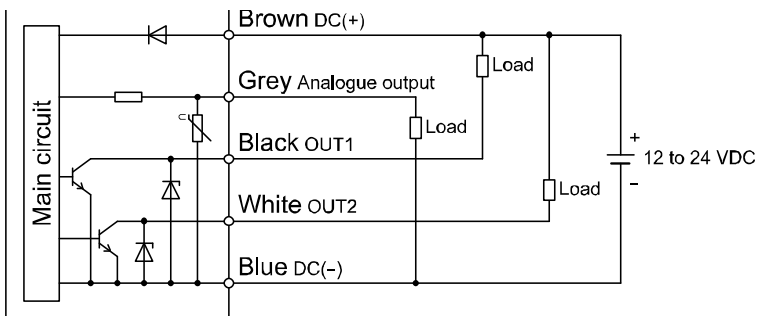 Brown DC(+)
Load
Grey Analogue output
Load
Main circuit
Black OUT1
+
12 to 24 VDC
−
Load
White OUT2
Blue DC(−)